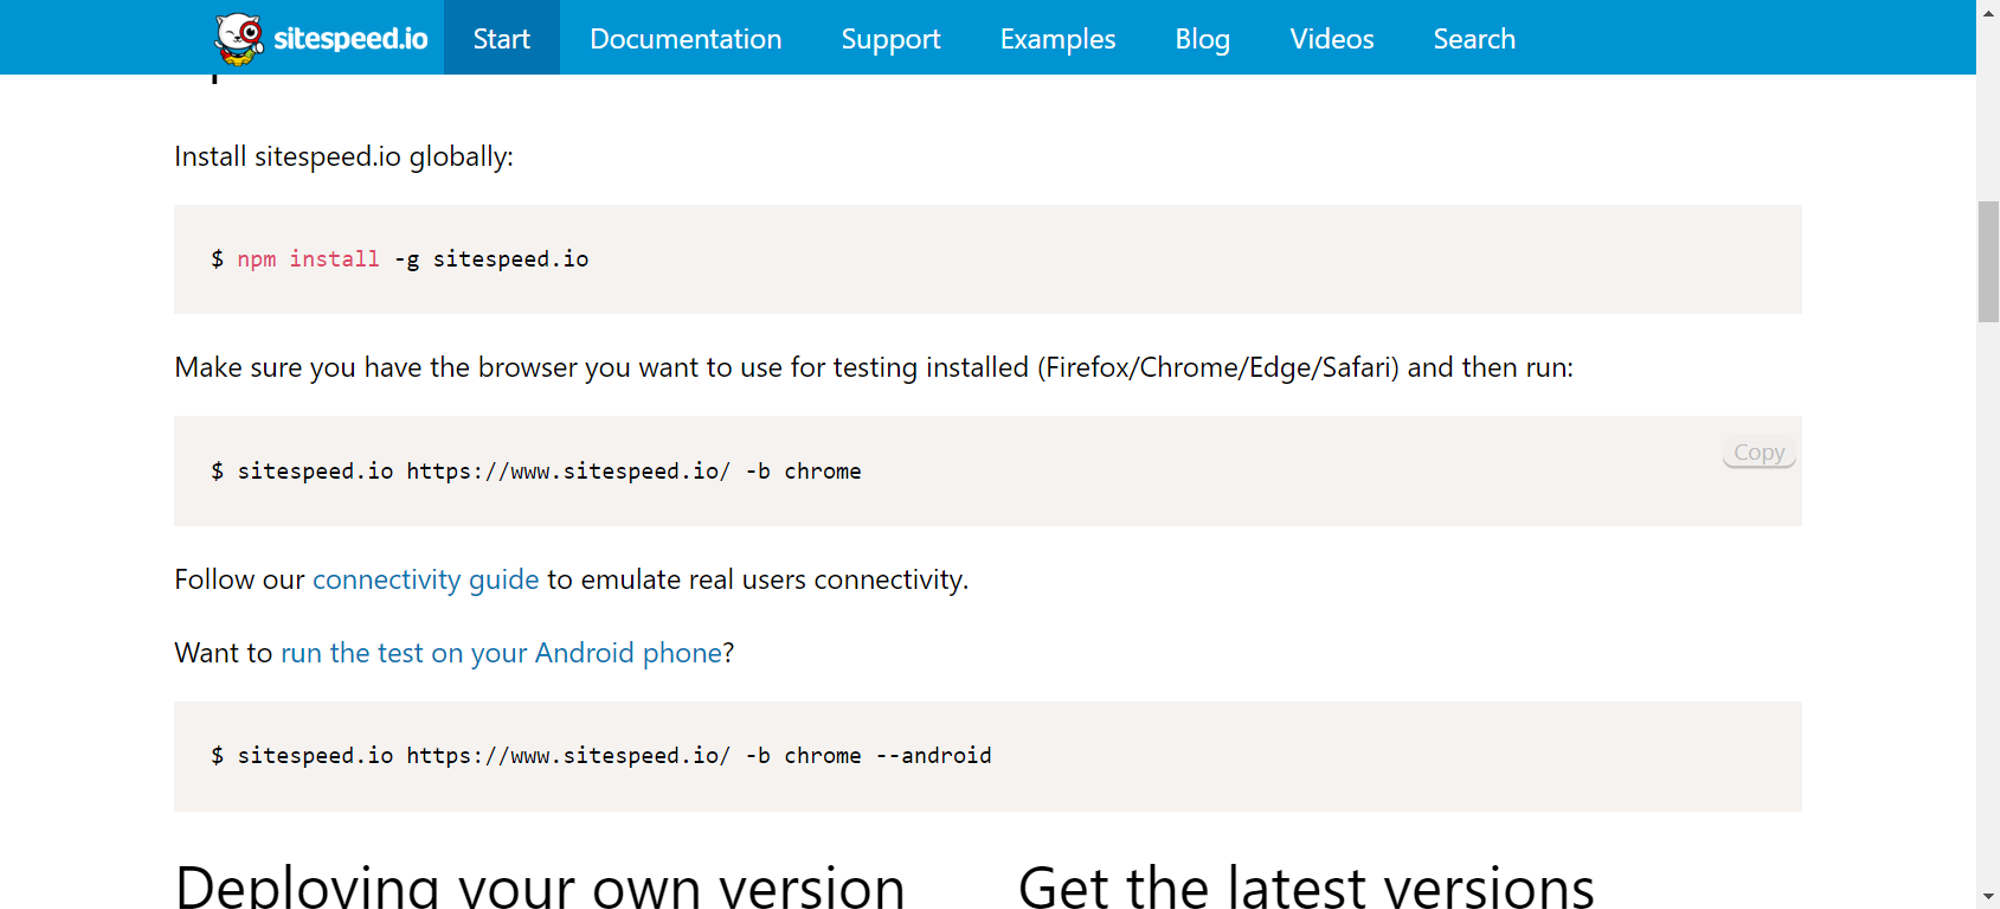 sitespeed.io Start Documentation Support Examples Blog Videos Search
Install sitespeed.io globally:
$ npm install -g sitespeed.io
Make sure you have the browser you want to use for testing installed (Firefox/Chrome/Edge/Safari) and then run:
Copy
$ sitespeed.io https://www.sitespeed.io/ -b chrome
Follow our connectivity guide to emulate real users connectivity.
Want to run the test on your Android phone?
$ sitespeed.io https://www.sitespeed.io/ -b chrome --android
Deploying your own version
Get the latest versions